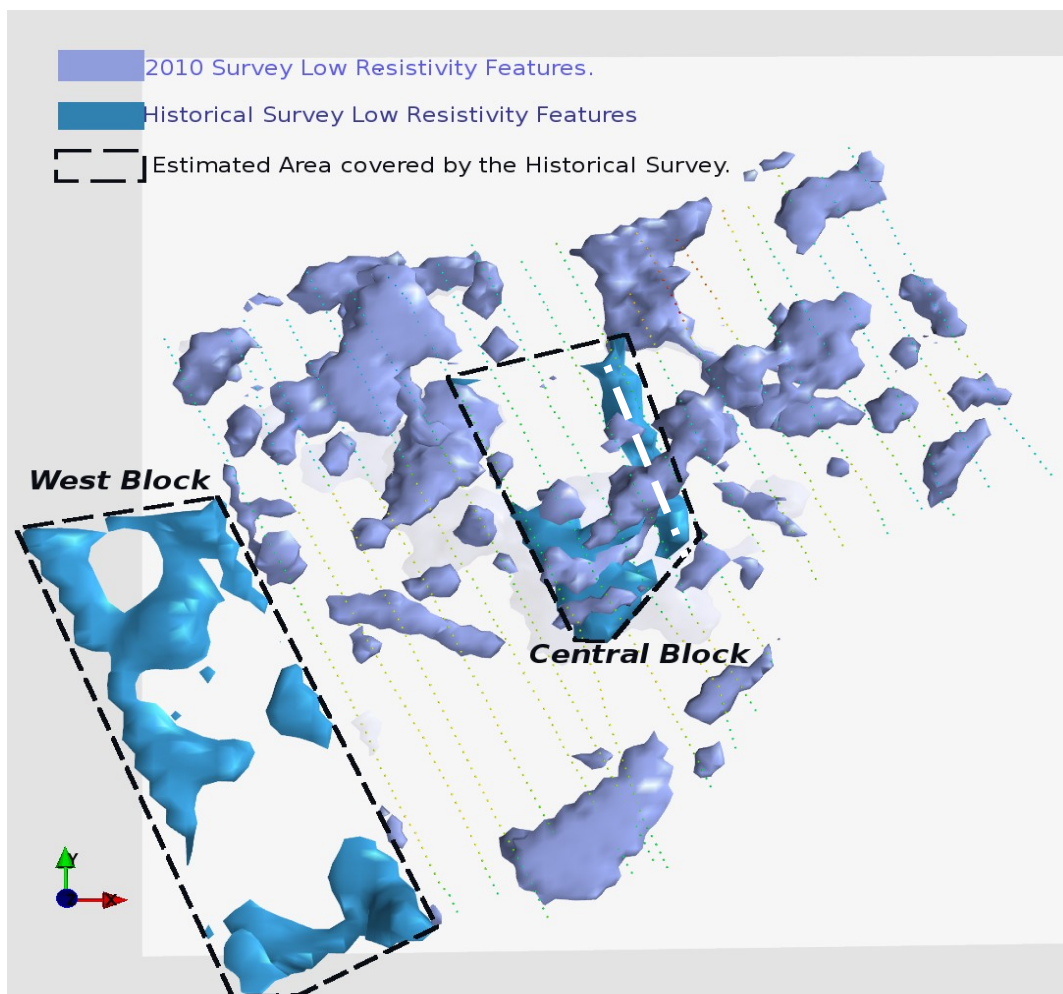 2010 Survey Low Resistivity Features.
Historical Survey Low Resistivity Features
Estimated Area covered by the Historical Survey.
West Block
Central Block
Y
X
Z